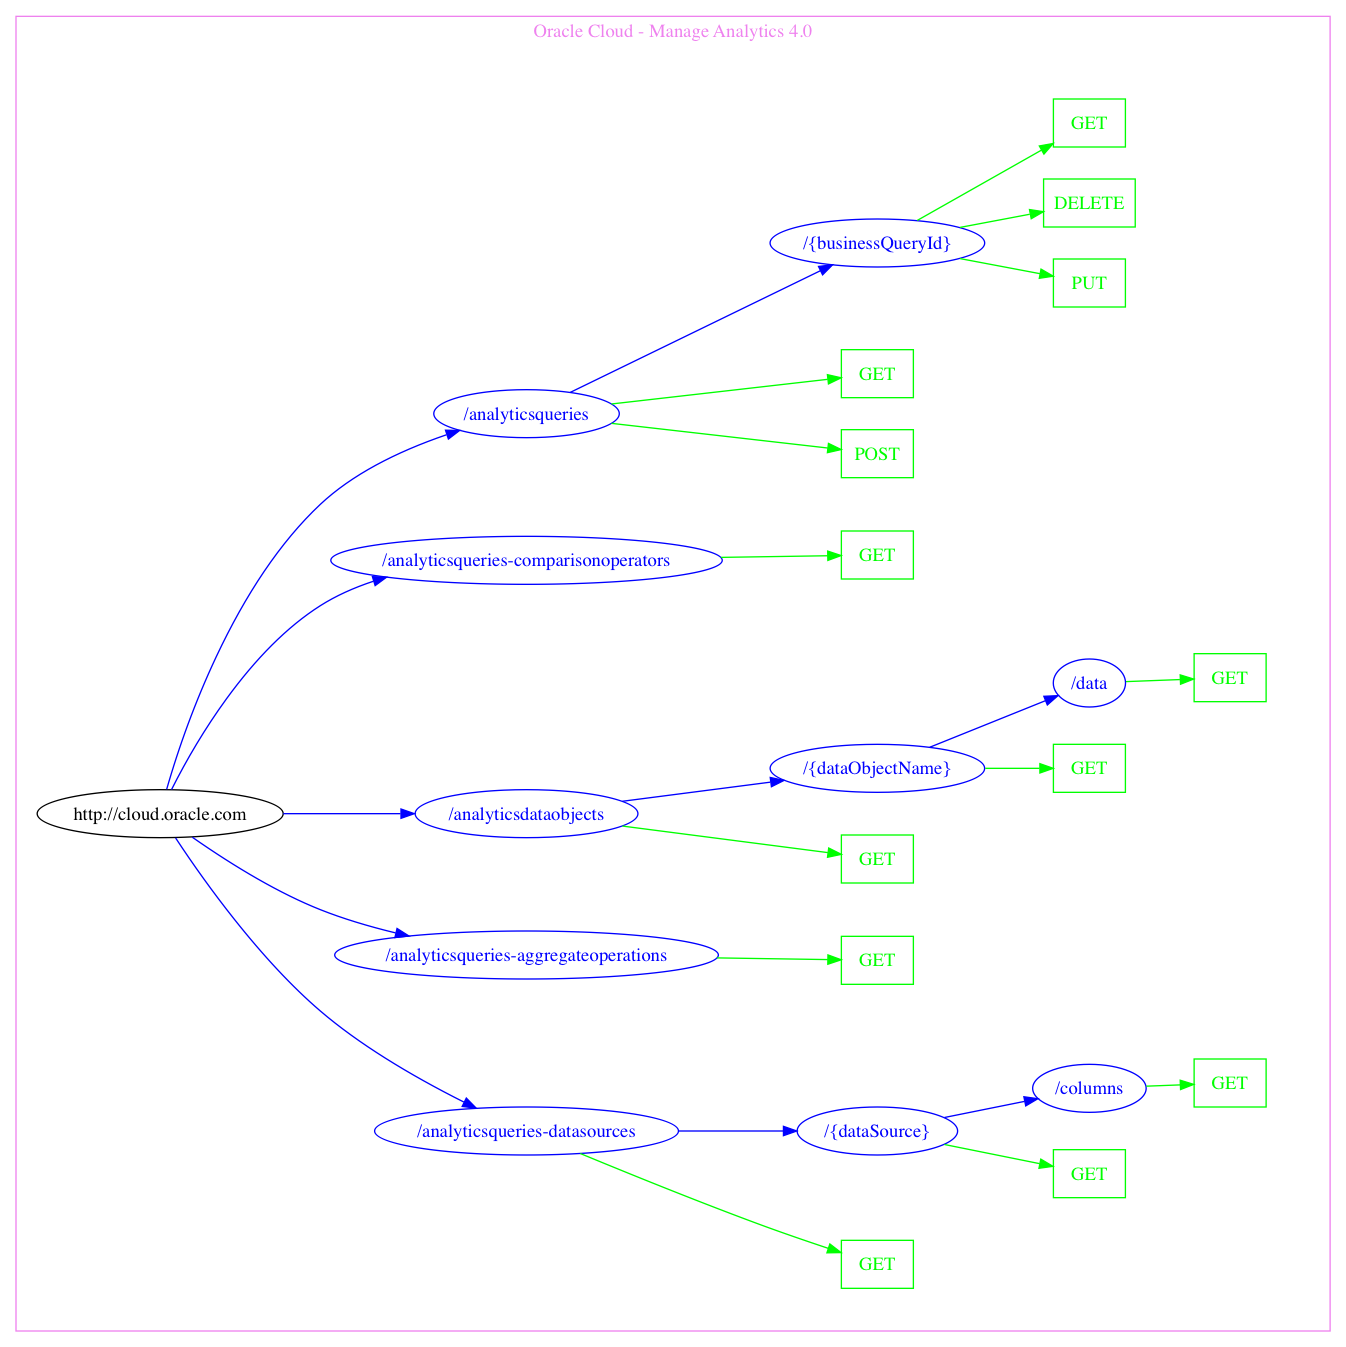 Oracle Cloud - Manage Analytics 4.0
GET
DELETE
/{businessQueryId}
PUT
GET
/analyticsqueries
POST
GET
/analyticsqueries-comparisonoperators
GET
/data
GET
/{dataObjectName}
http://cloud.oracle.com
/analyticsdataobjects
GET
/analyticsqueries-aggregateoperations
GET
GET
/columns
/analyticsqueries-datasources
/{dataSource}
GET
GET